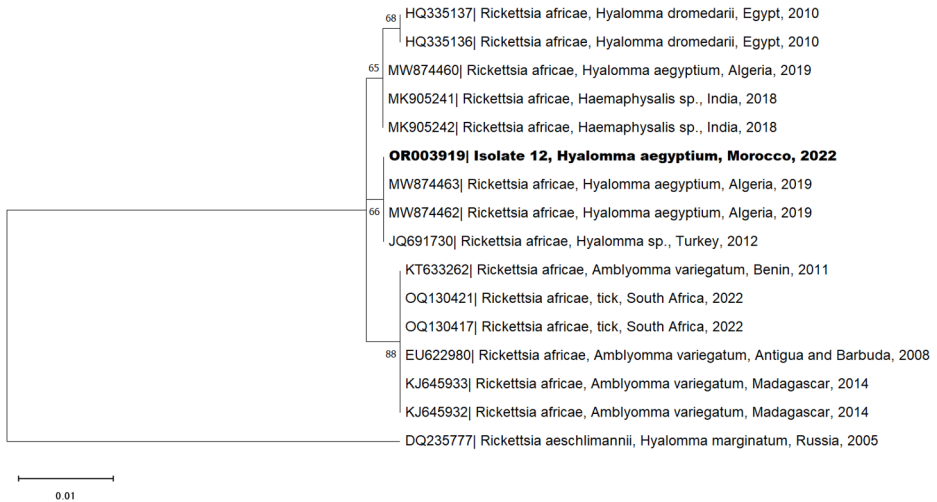 68
HQ335137| Rickettsia africae, Hyalomma dromedarii, Egypt, 2010
HQ335136| Rickettsia africae, Hyalomma dromedarii, Egypt, 2010
65
MW874460| Rickettsia africae, Hyalomma aegyptium, Algeria, 2019
MK905241| Rickettsia africae, Haemaphysalis sp., India, 2018
MK905242| Rickettsia africae, Haemaphysalis sp., India, 2018
OR003919| Isolate 12, Hyalomma aegyptium, Morocco, 2022
MW874463| Rickettsia africae, Hyalomma aegyptium, Algeria, 2019
66
MW874462| Rickettsia africae, Hyalomma aegyptium, Algeria, 2019
JQ691730| Rickettsia africae, Hyalomma sp., Turkey, 2012
KT633262| Rickettsia africae, Amblyomma variegatum, Benin, 2011
OQ130421| Rickettsia africae, tick, South Africa, 2022
OQ130417| Rickettsia africae, tick, South Africa, 2022
88
EU622980| Rickettsia africae, Amblyomma variegatum, Antigua and Barbuda, 2008
KJ645933| Rickettsia africae, Amblyomma variegatum, Madagascar, 2014
KJ645932| Rickettsia africae, Amblyomma variegatum, Madagascar, 2014
DQ235777| Rickettsia aeschlimannii, Hyalomma marginatum, Russia, 2005
0.01